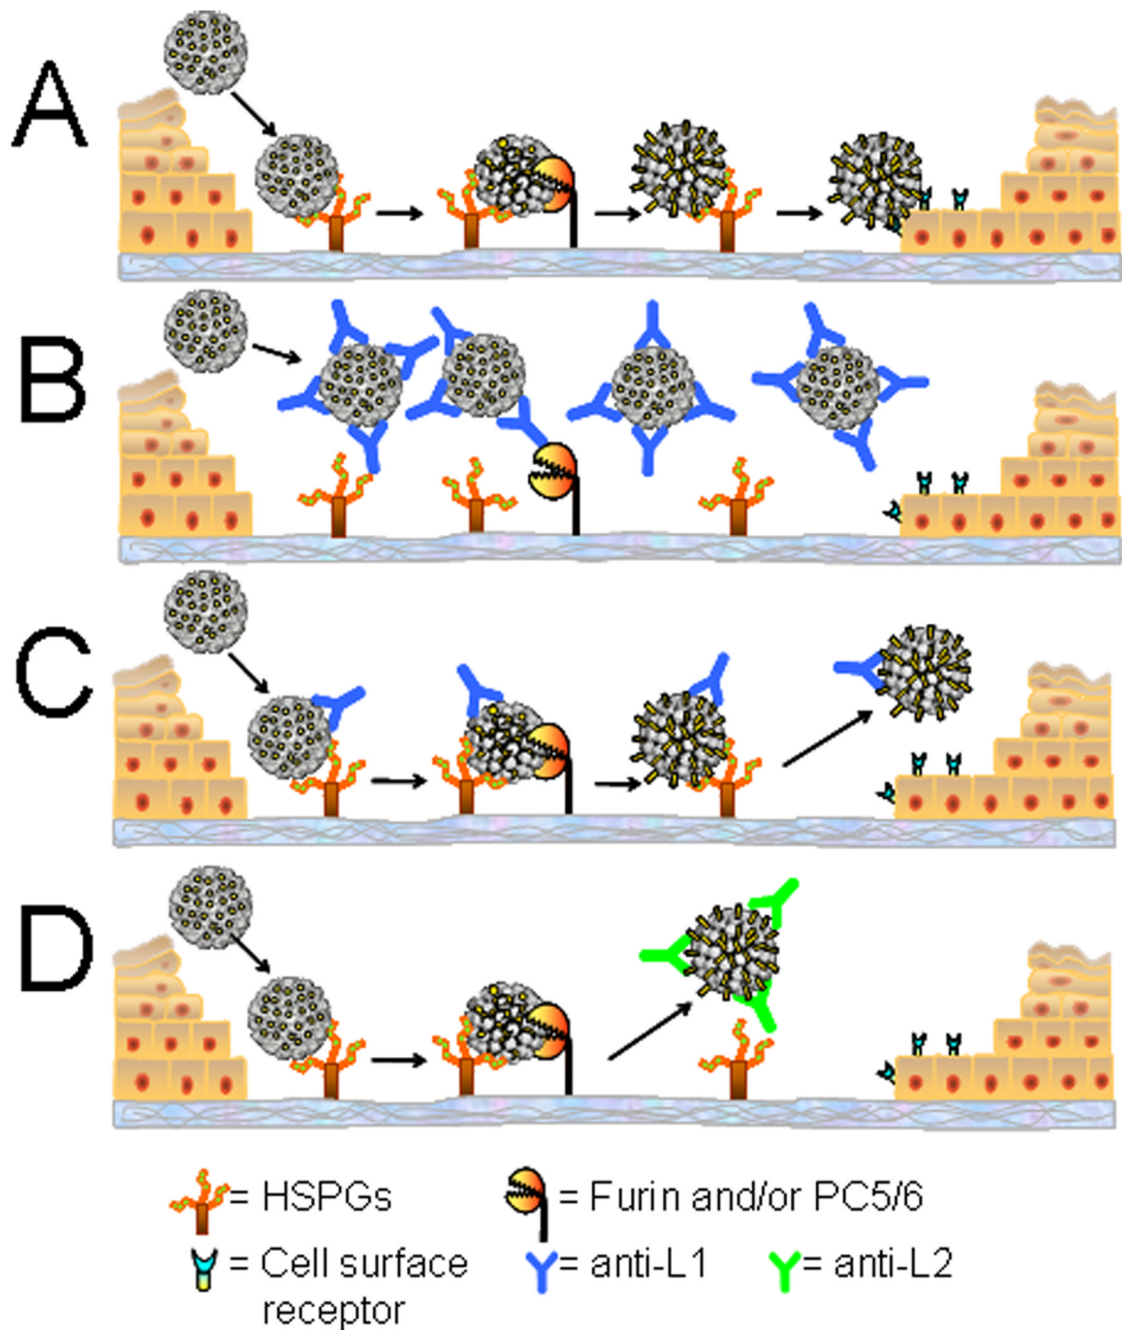 A
B
C
D
= HSPGs
= Furin and/or PC5/6
= Cell surface
receptor
= anti-L1
= anti-L2